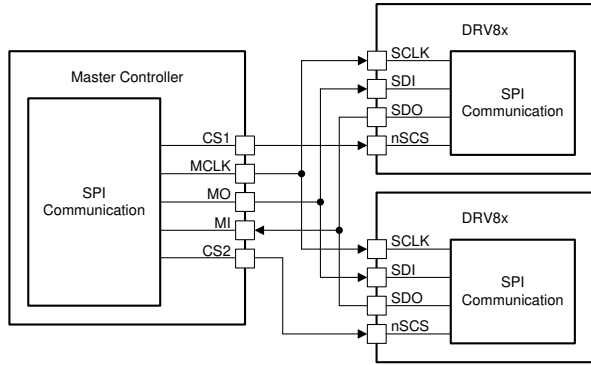 Master Controller
SPI
Communication
CS1
MCLK
MO
MI
CS2
DRV8x
SCLK
SDI
SDO
nSCS
SPI
Communication
DRV8x
SCLK
SDI
SDO
nSCS
SPI
Communication